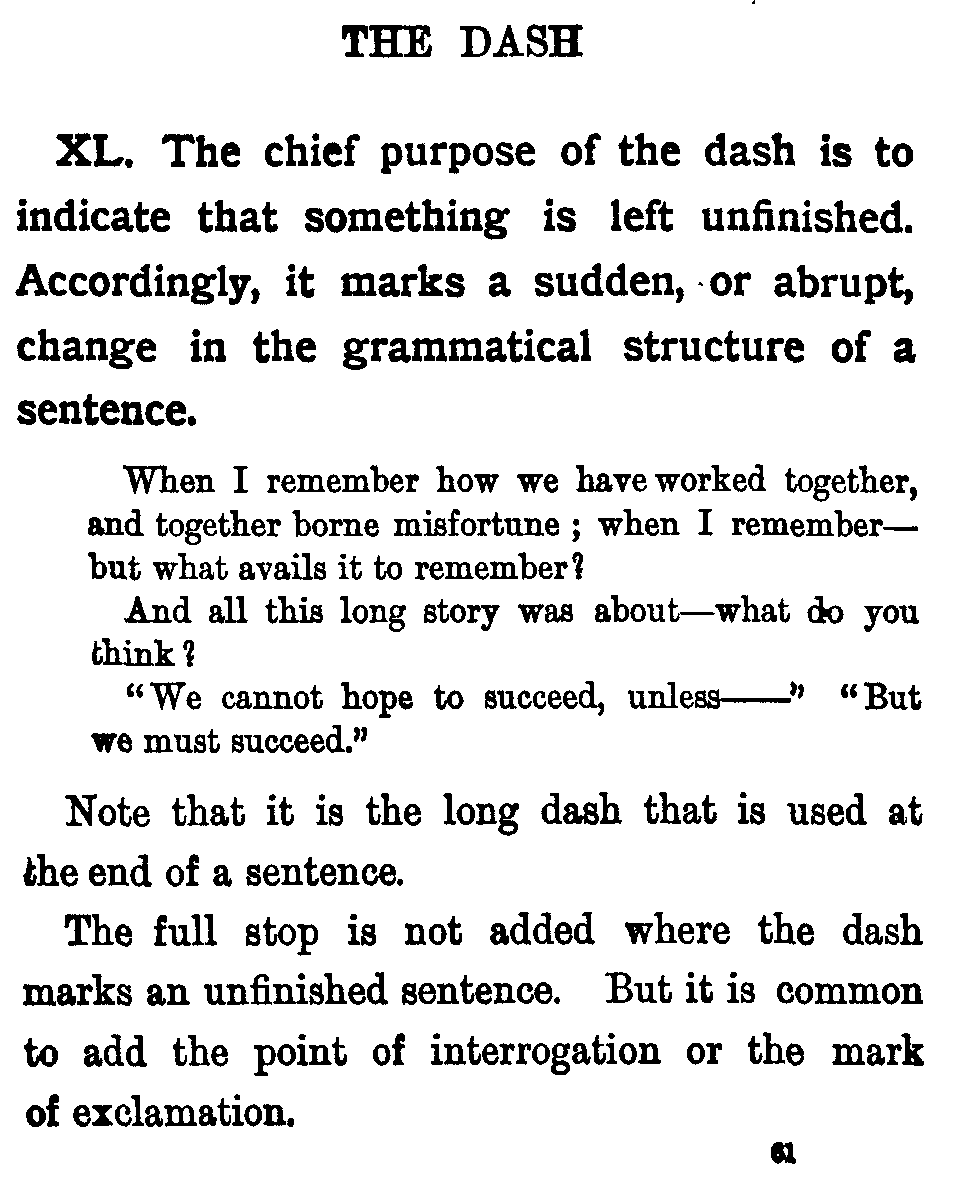 THE DASH
XL. The chief purpose of the dash is to
indicate that something is left unfinished.
Accordingly, it marks a sudden, or abrupt,
change in the grammatical structure of a
sentence.
When I remember how we have worked together,
and together borne misfortune ; when I remember—
but what avails it to remember?
And all this long story was about—what do you
think ?
“We cannot hope to succeed, unless——” “But
we must succeed.”
Note that it is the long dash that is used at
the end of a sentence.
The full stop is not added where the dash
marks an unfinished sentence. But it is common
to add the point of interrogation or the mark
of exclamation.
61